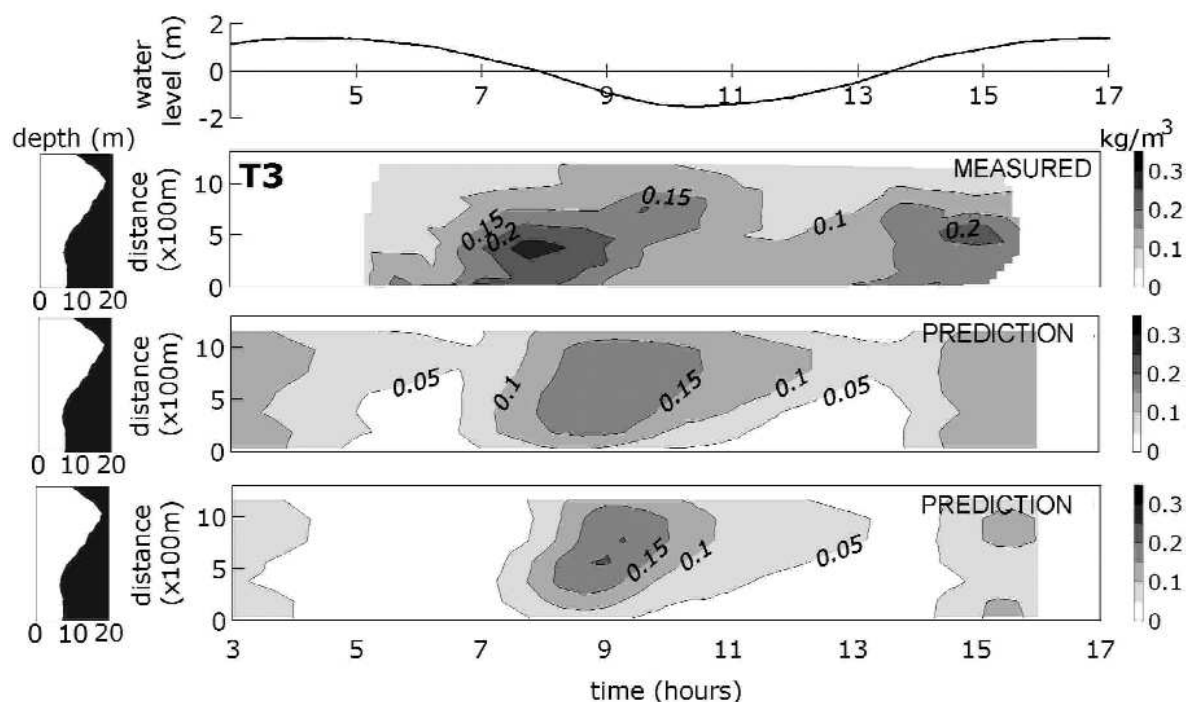 water level (m)
2
0
-2
5 7 9 11 13 15 17
depth (m)
kg/m³
T3
MEASURED
distance (x100m)
10
5
0
0.15
0.2
0.15
0.1
0.2
0.3
0.2
0.1
0
0 10 20
PREDICTION
distance (x100m)
10
5
0
0.05
0.1
0.15
0.1
0.05
0.3
0.2
0.1
0
0 10 20
PREDICTION
distance (x100m)
10
5
0
0.15
0.1
0.05
0.3
0.2
0.1
0
0 10 20
3 5 7 9 11 13 15 17
time (hours)